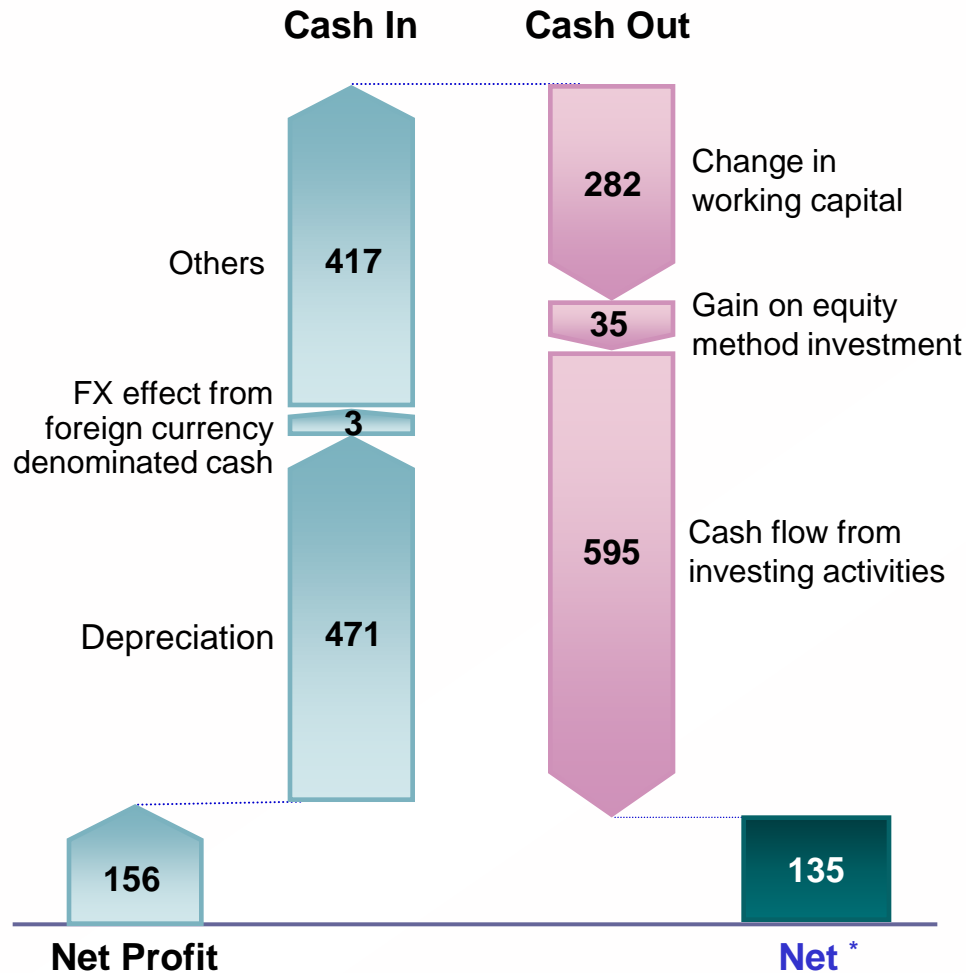 Cash In
Cash Out
282
Change in
working capital
Others
417
35
Gain on equity
method investment
FX effect from
foreign currency
denominated cash
3
595
Cash flow from
investing activities
Depreciation
471
156
135
Net Profit
Net *